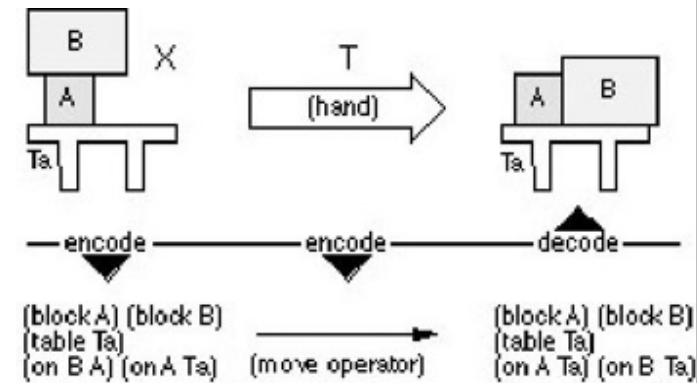 B
X
T
A
(hand)
A
B
Ta
Ta
encode
encode
decode
(block A) (block B)
(table Ta)
(on B A) (on A Ta)
(move operator)
(block A) (block B)
(table Ta)
(on A Ta) (on B Ta)